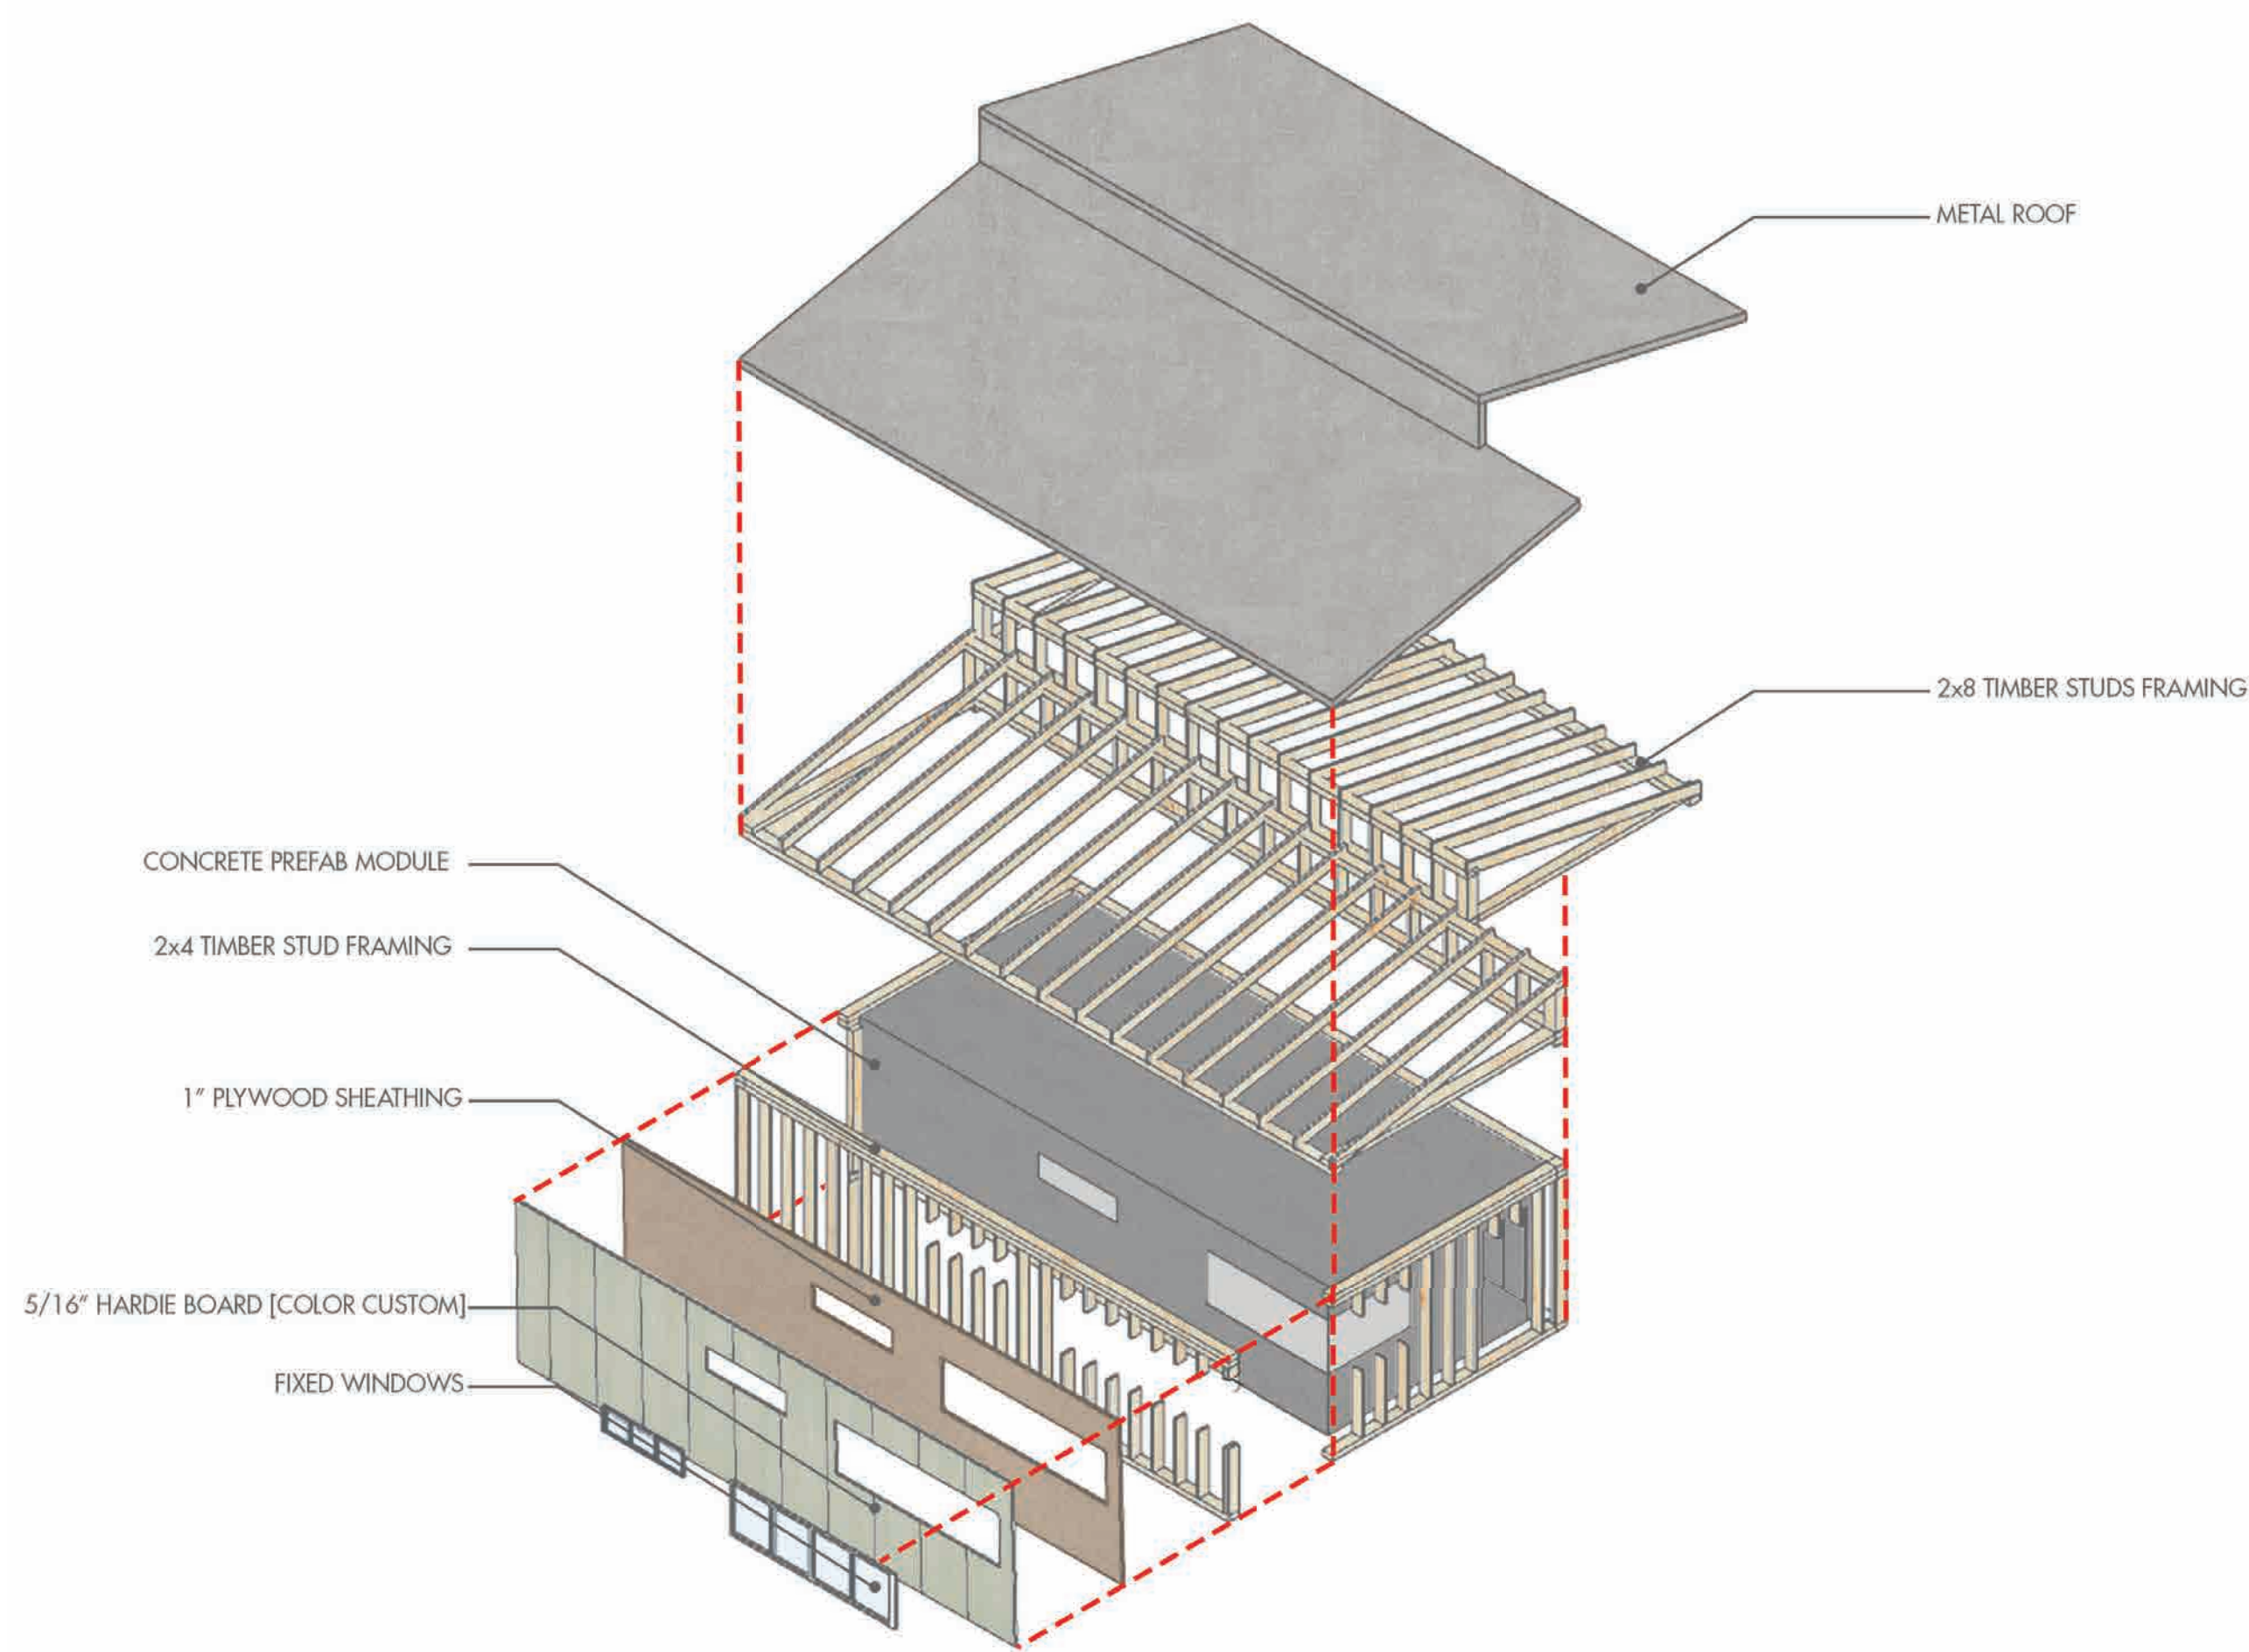 METAL ROOF
2x8 TIMBER STUDS FRAMING
CONCRETE PREFAB MODULE
2x4 TIMBER STUD FRAMING
1” PLYWOOD SHEATHING
5/16” HARDIE BOARD [COLOR CUSTOM]
FIXED WINDOWS